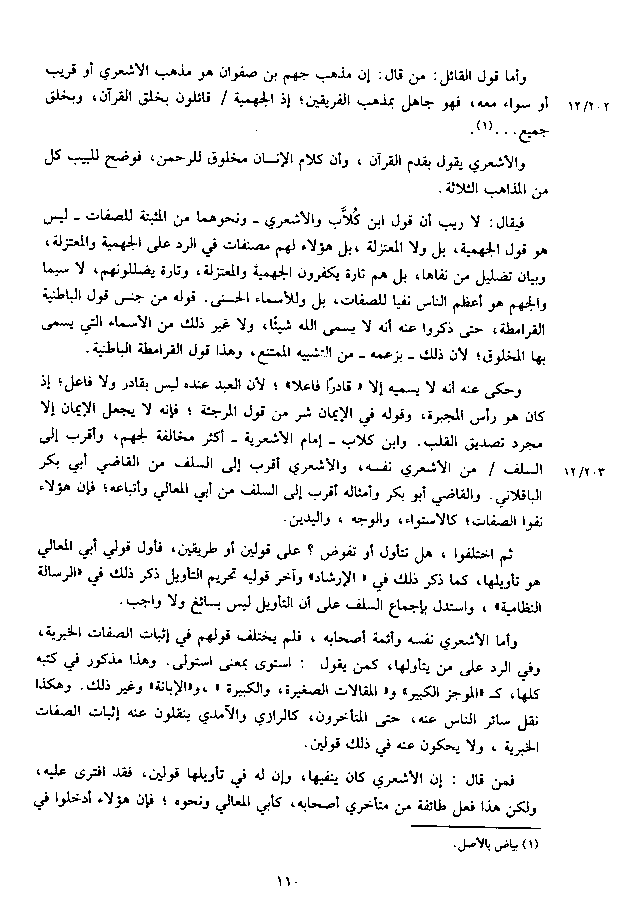 وأما قول القائل: من قال: إن مذهب جهم بن صفوان هو مذهب الأشعري أو قريب
١٢/٢٠٢ أو سواء معه، فهو جاهل بمذهب الفريقين؛ إذ الجهمية / قائلون بخلق القرآن، وبخلق
جميع...(١).
والأشعري يقول بقدم القرآن ، وأن كلام الإنسان مخلوق للرحمن، فوضح للبيب كل
من المذاهب الثلاثة .
فيقال: لا ريب أن قول ابن كُلاَّب والأشعري ـ ونحوهما من المثبتة للصفات ـ ليس
هو قول الجهمية، بل ولا المعتزلة ،بل هؤلاء لهم مصنفات في الرد على الجهمية والمعتزلة،
وبيان تضليل من نفاها، بل هم تارة يكفرون الجهمية والمعتزلة، وتارة يضللونهم، لا سيما
والجهم هو أعظم الناس نفيا للصفات، بل وللأسماء الحسنى. قوله من جنس قول الباطنية
القرامطة، حتى ذكروا عنه أنه لا يسمى الله شيئًا، ولا غير ذلك من الأسماء التي يسمى
بها المخلوق؛ لأن ذلك ـ بزعمه ـ من التشبيه الممتنع، وهذا قول القرامطة الباطنية.
وحكى عنه أنه لا يسميه إلا « قادرًا فاعلا» ؛ لأن العبد عنده ليس بقادر ولا فاعل؛ إذ
كان هو رأس المجبرة، وقوله في الإيمان شر من قول المرجئة ؛ فإنه لا يجعل الإيمان إلا
مجرد تصديق القلب. وابن كلاب ـ إمام الأشعرية ـ أكثر مخالفة لجهم، وأقرب إلى
١٢/٢٠٣ السلف / من الأشعري نفسه، والأشعري أقرب إلى السلف من القاضي أبي بكر
الباقلاني. والقاضي أبو بكر وأمثاله أقرب إلى السلف من أبي المعالي وأتباعه؛ فإن هؤلاء
نفوا الصفات؛ كالاستواء، والوجه ، واليدين.
ثم اختلفوا ، هل تتأول أو تفوض ؟ على قولين أو طريقين، فأول قولي أبي المعالي
هو تأويلها، كما ذكر ذلك في « الإرشاد» وآخر قوليه تحريم التأويل ذكر ذلك في «الرسالة
النظامية» ، واستدل بإجماع السلف على أن التأويل ليس بسائغ ولا واجب.
وأما الأشعري نفسه وأئمة أصحابه ، فلم يختلف قولهم في إثبات الصفات الخبرية،
وفي الرد على من يتأولها، كمن يقول : استوى بمعنى استولى. وهذا مذكور في كتبه
كلها، كـ «الموجز الكبير» و« المقالات الصغيرة، والكبيرة » ،و«الإبانة» وغير ذلك. وهكذا
نقل سائر الناس عنه، حتى المتأخرون، كالرازي والآمدي ينقلون عنه إثبات الصفات
الخبرية ، ولا يحكون عنه في ذلك قولين.
فمن قال : إن الأشعري كان ينفيها، وإن له في تأويلها قولين، فقد افترى عليه،
ولكن هذا فعل طائفة من متأخري أصحابه، كأبي المعالي ونحوه ؛ فإن هؤلاء أدخلوا في
(١) بياض بالأصل.
١١٠